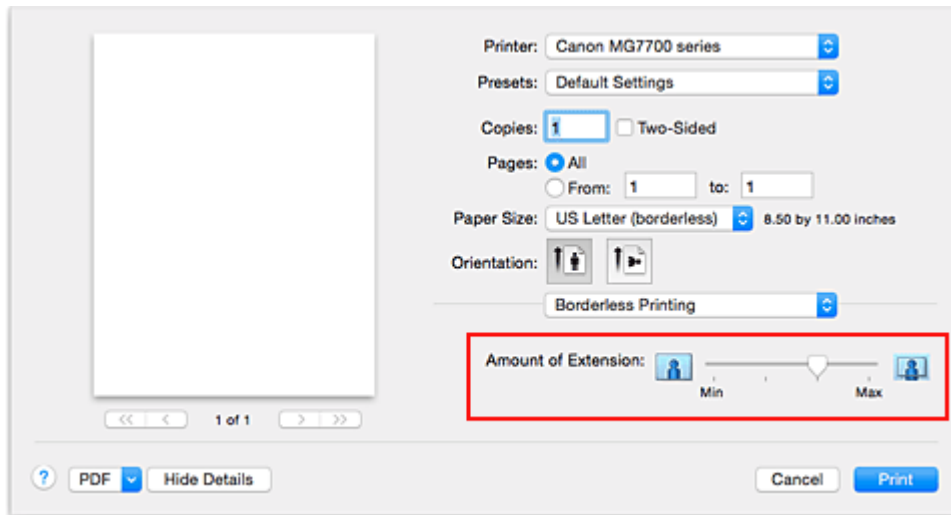 Printer: Canon MG7700 series
Presets: Default Settings
Copies: 1 Two-Sided
Pages: All
From: 1 to: 1
Paper Size: US Letter (borderless) 8.50 by 11.00 inches
Orientation:
Borderless Printing
Amount of Extension:
Min Max
<< < 1 of 1 > >>
? PDF Hide Details Cancel Print